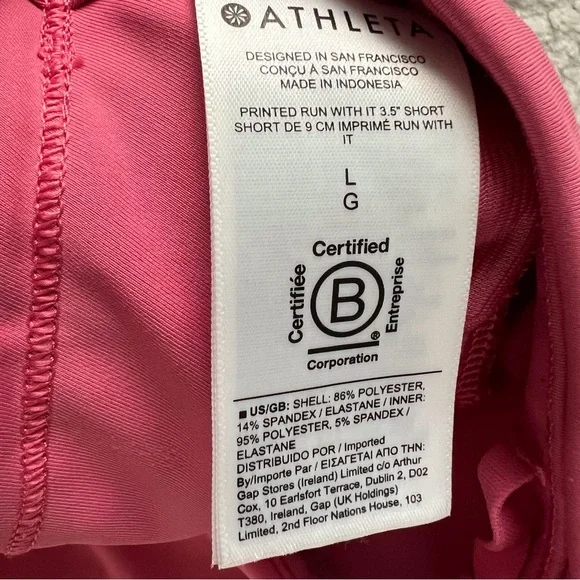 ATHLETA
DESIGNED IN SAN FRANCISCO
CONÇU À SAN FRANCISCO
MADE IN INDONESIA
PRINTED RUN WITH IT 3.5" SHORT
SHORT DE 9 CM IMPRIMÉ RUN WITH
IT
L
G
Certified
Certifiée
B
Entreprise
®
Corporation
■ US/GB: SHELL: 86% POLYESTER,
14% SPANDEX / ELASTANE / INNER:
95% POLYESTER, 5% SPANDEX /
ELASTANE
DISTRIBUIDO POR / Imported
By/Importe Par / ΕΙΣΑΓΕΤΑΙ ΑΠΟ ΤΗΝ:
Gap Stores (Ireland) Limited c/o Arthur
Cox, 10 Earlsfort Terrace, Dublin 2, D02
T380, Ireland, Gap (UK Holdings)
Limited, 2nd Floor Nations House, 103